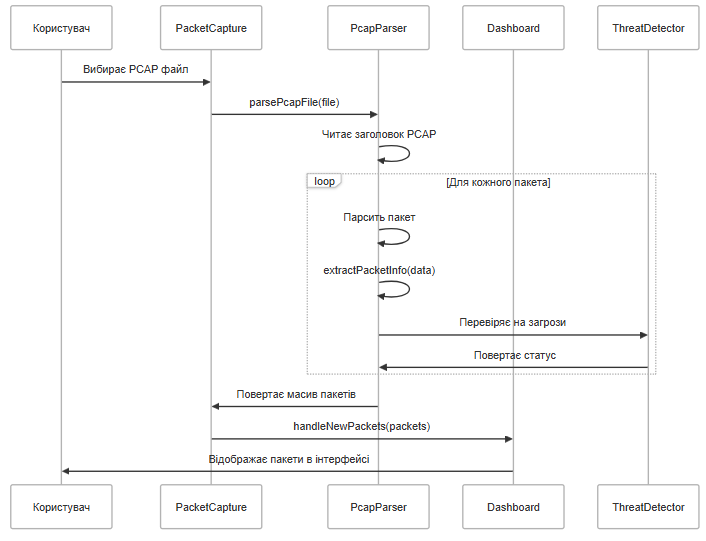 Користувач
PacketCapture
PcapParser
Dashboard
ThreatDetector
Вибирає PCAP файл
parsePcapFile(file)
Читає заголовок PCAP
loop
[Для кожного пакета]
Парсить пакет
extractPacketInfo(data)
Перевіряє на загрози
Повертає статус
Повертає масив пакетів
handleNewPackets(packets)
Відображає пакети в інтерфейсі
Користувач
PacketCapture
PcapParser
Dashboard
ThreatDetector